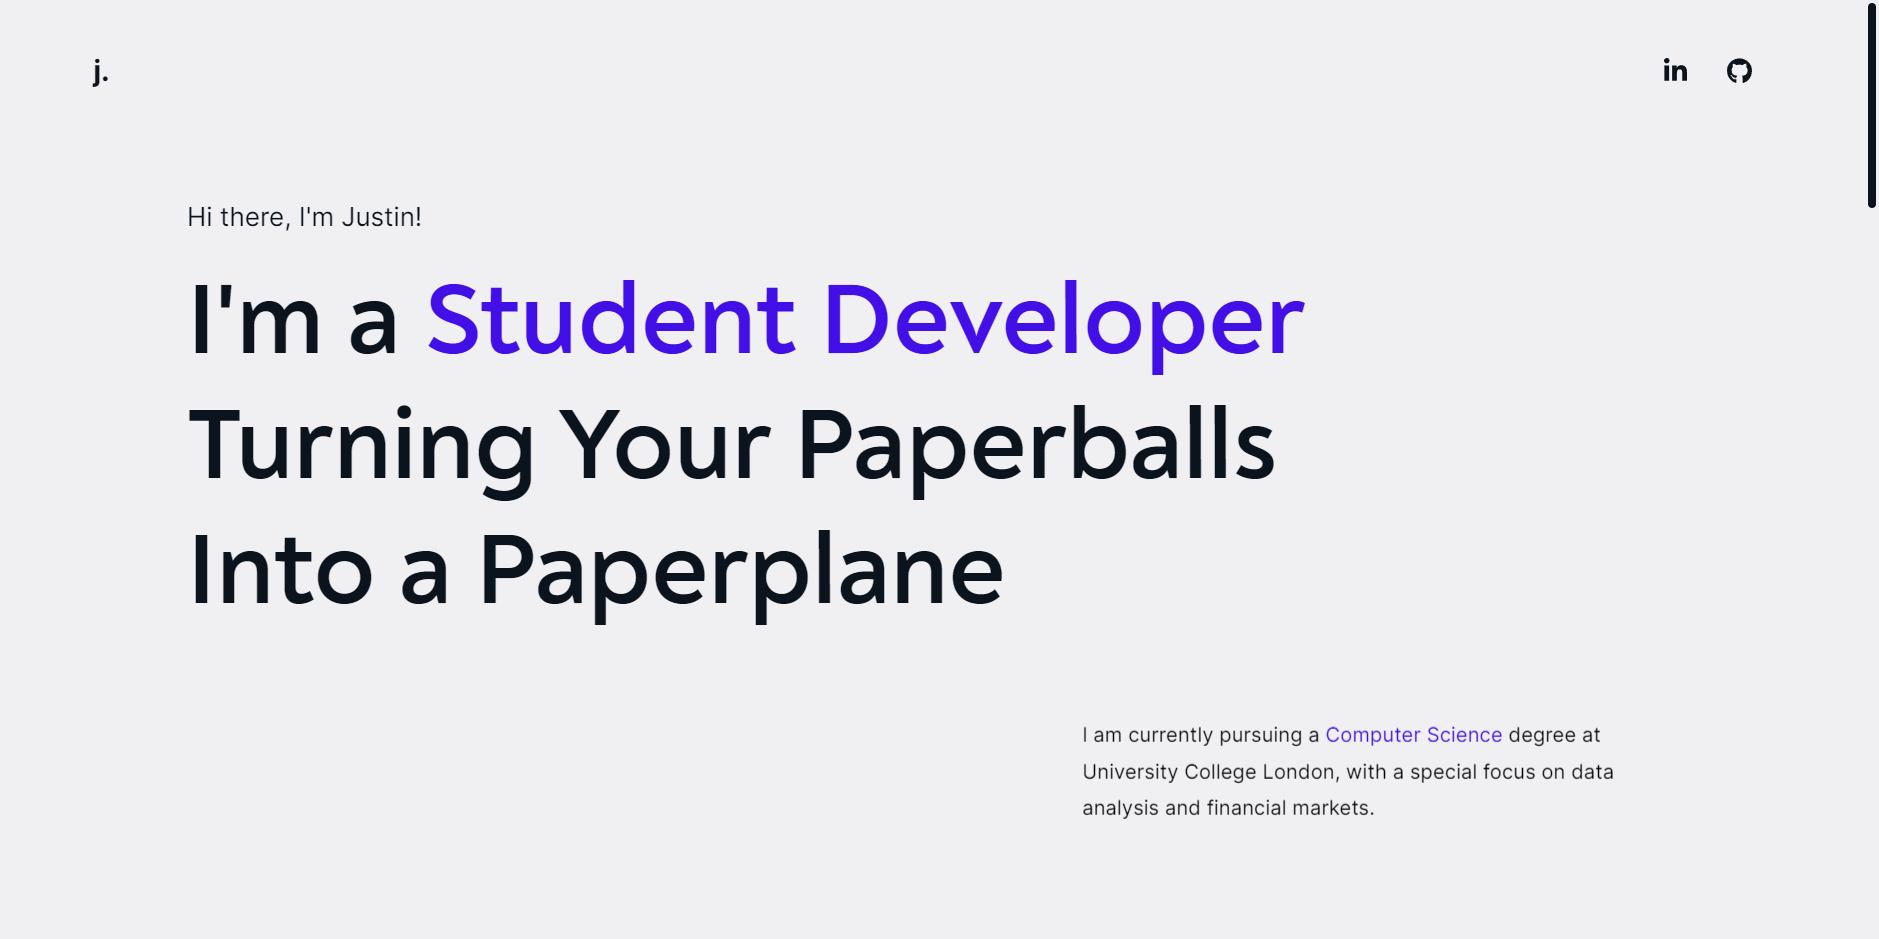 j.
Hi there, I'm Justin!
I'm a Student Developer
Turning Your Paperballs
Into a Paperplane
I am currently pursuing a Computer Science degree at
University College London, with a special focus on data
analysis and financial markets.